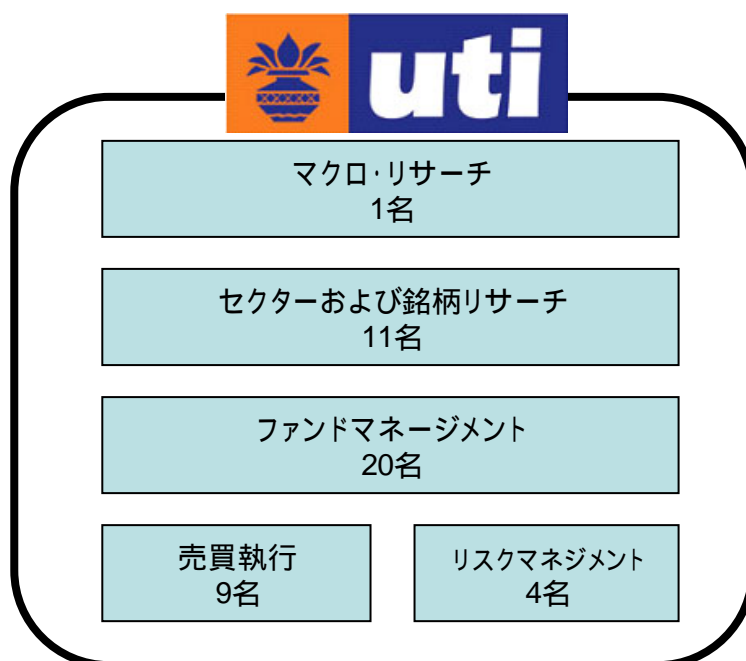 uti
マクロ・リサーチ
1名
セクターおよび銘柄リサーチ
11名
ファンドマネージメント
20名
売買執行
9名
リスクマネジメント
4名